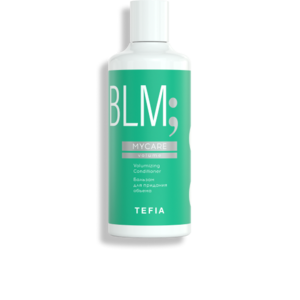 BLM;
MYCARE
Volumizing
Conditioner
Бальзам
для придания
объема
TEFIA